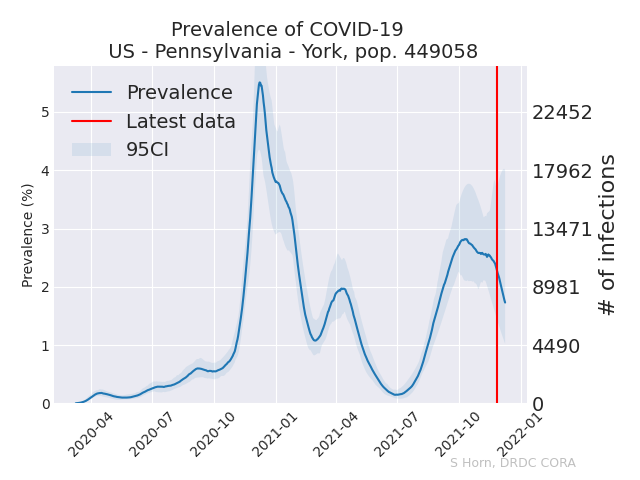 Prevalence of COVID-19
US - Pennsylvania - York, pop. 449058
Prevalence
Latest data
95CI
Prevalence (%)
5
4
3
2
1
0
22452
17962
13471
8981
4490
0
# of infections
2020-04
2020-07
2020-10
2021-01
2021-04
2021-07
2021-10
2022-01
S Horn, DRDC CORA